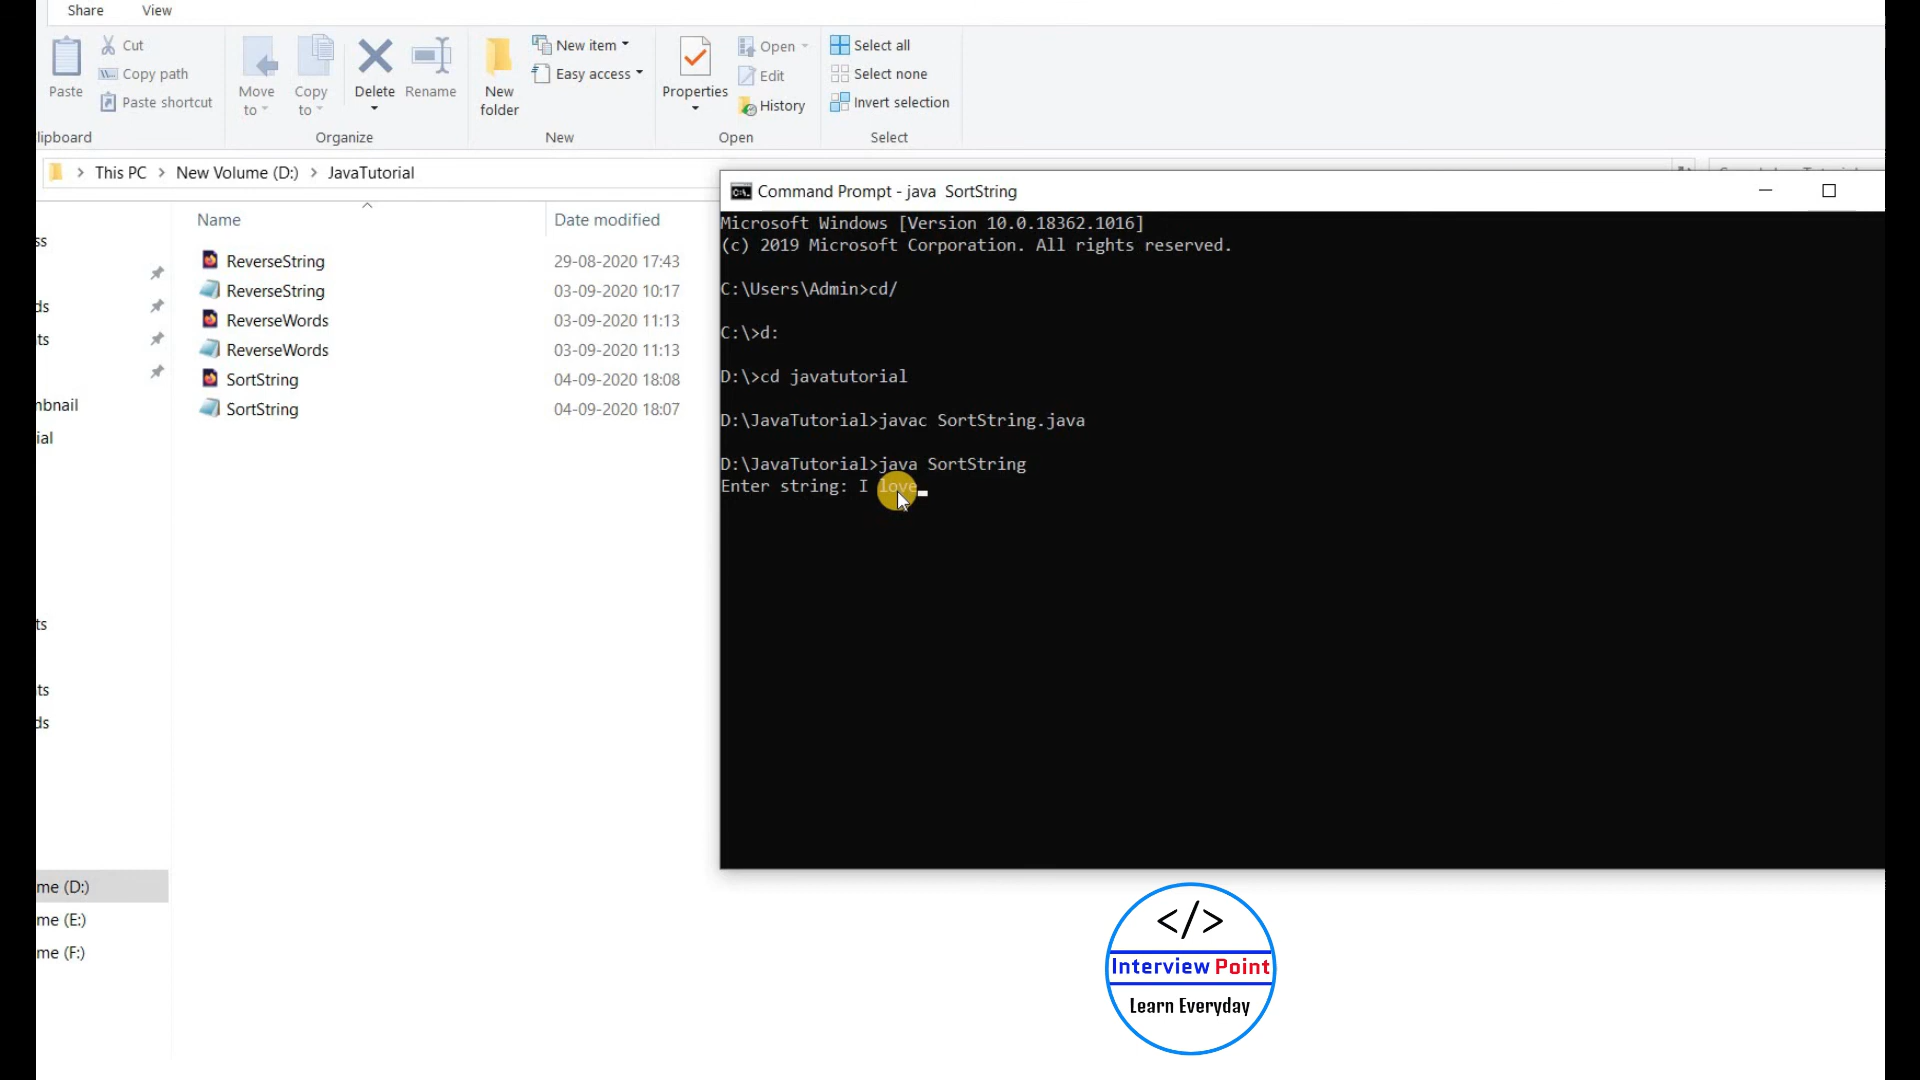 Share View
Cut
Copy path
Paste shortcut
Paste
Move to
Copy to
Delete
Rename
New folder
New item
Easy access
Properties
Open
Edit
History
Select all
Select none
Invert selection
lipboard Organize New Open Select
This PC > New Volume (D:) > JavaTutorial
Name Date modified
ReverseString 29-08-2020 17:43
ReverseString 03-09-2020 10:17
ReverseWords 03-09-2020 11:13
ReverseWords 03-09-2020 11:13
SortString 04-09-2020 18:08
SortString 04-09-2020 18:07
ss
ds
ts
nbnail
ial
ts
ts
ds
me (D:)
me (E:)
me (F:)
Command Prompt - java SortString
Microsoft Windows [Version 10.0.18362.1016]
(c) 2019 Microsoft Corporation. All rights reserved.
C:\Users\Admin>cd/
C:\>d:
D:\>cd javatutorial
D:\JavaTutorial>javac SortString.java
D:\JavaTutorial>java SortString
Enter string: I love
</>
Interview Point
Learn Everyday